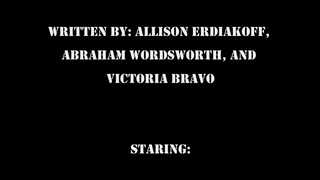 WRITTEN BY: ALLISON ERDIAKOFF,
ABRAHAM WORDSWORTH, AND
VICTORIA BRAVO
STARING: